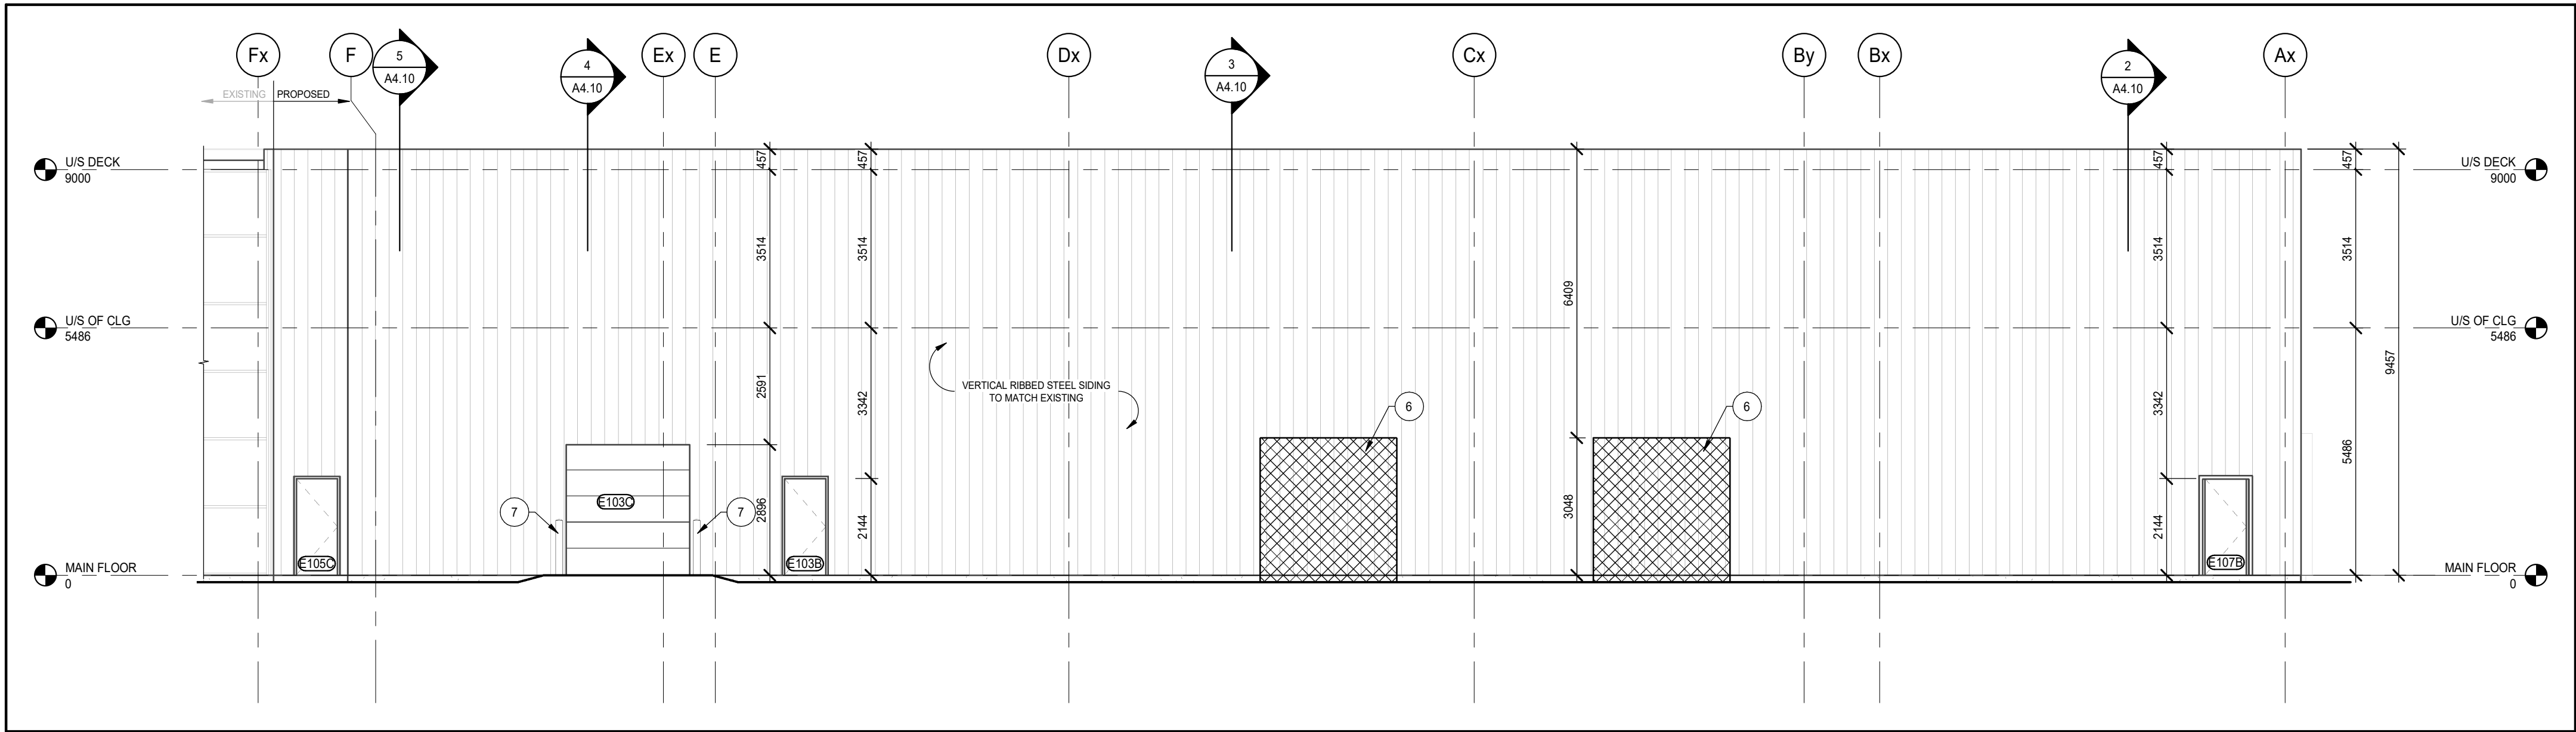 Fx
F
5
A4.10
4
A4.10
Ex
E
Dx
3
A4.10
Cx
By
Bx
2
A4.10
Ax
EXISTING
PROPOSED
U/S DECK
9000
457
457
457
457
U/S DECK
9000
3514
3514
6409
3514
3514
9457
U/S OF CLG
5486
U/S OF CLG
5486
2591
3342
VERTICAL RIBBED STEEL SIDING
TO MATCH EXISTING
6
6
3342
5486
7
E103C
7
2896
2144
3048
2144
E105C
E103B
E107B
MAIN FLOOR
0
MAIN FLOOR
0